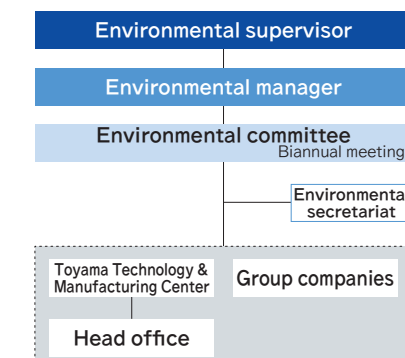 Environmental supervisor
Environmental manager
Environmental committee
Biannual meeting
Environmenta
secretariat
Toyama Technology &
Manufacturing Center
Group companies
Head office